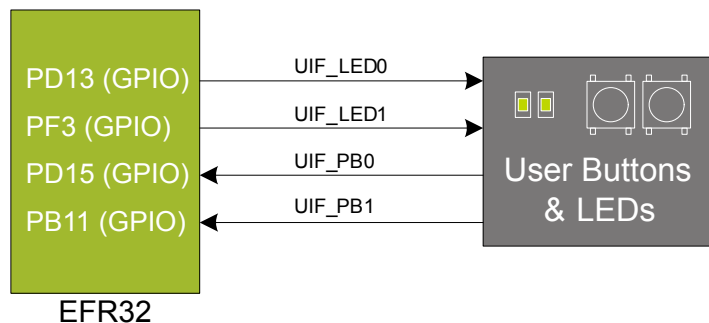 PD13 (GPIO)
PF3 (GPIO)
PD15 (GPIO)
PB11 (GPIO)
EFR32
UIF_LED0
UIF_LED1
UIF_PB0
UIF_PB1
User Buttons
& LEDs